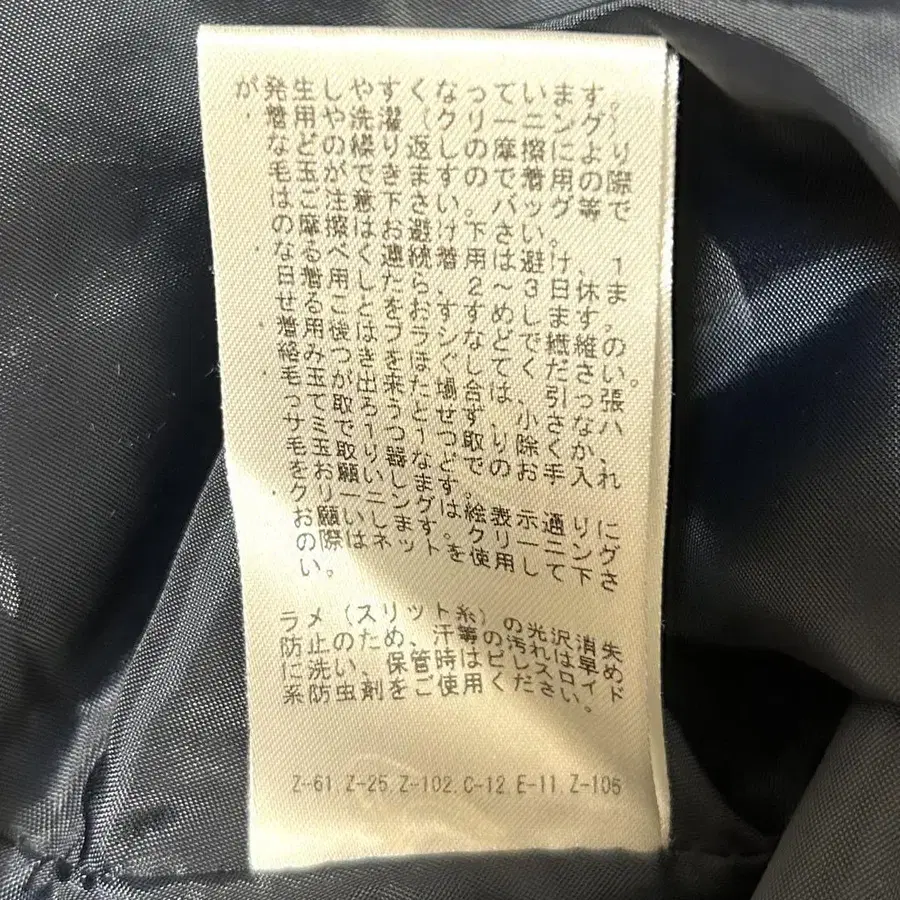 が発生しやすくなっています。
・着用や洗濯(クリーニング)
などの繰り返しの摩擦により
毛玉ができますので着用の際
はご注意下さい。バッグ等で
の摩擦はお避け下さい。
・なるべく連続着用は避け、1
日着用したら、2～3日休ま
せることをおすすめします。
着用後はブラシなどで繊維の
絡みつきをほぐしてください。
毛玉が出来た場合は、引っ張
って取ろうとせず、小さなハ
サミで1つ1つ取り除くか、
毛玉取り器などでお手入れ
をお願いします。
・クリーニングは絵表示通りに
お願いします。クリーニング
の際はネットを使用して下さ
い。
ラメ(スリット糸)の光沢消失
防止のため、汗等の汚れは早め
に洗い、保管時はピレスロイド
系防虫剤をご使用ください。
Z-61,Z-25,Z-102,C-12,E-11,Z-106